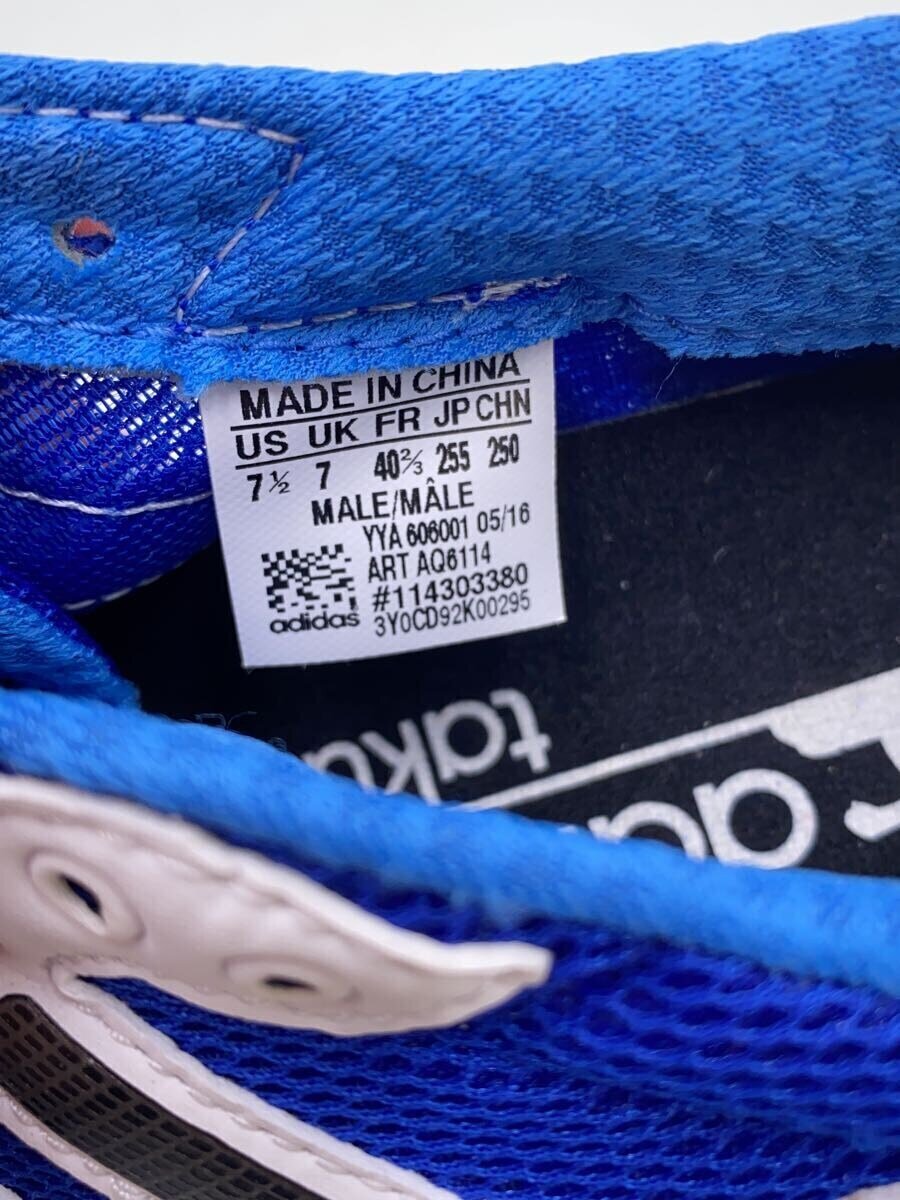 MADE IN CHINA
US UK FR JP CHN
7½ 7 40⅔ 255 250
MALE/MÂLE
YYA 606001 05/16
ART AQ6114
#114303380
adidas 3Y0CD92K00295
taku
ad